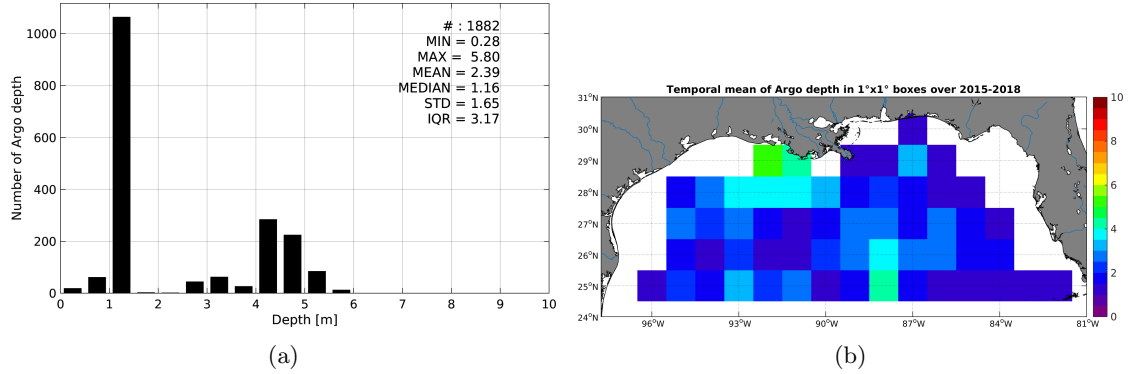 1000
800
600
400
200
0
Number of Argo depth
# : 1882
MIN = 0.28
MAX = 5.80
MEAN = 2.39
MEDIAN = 1.16
STD = 1.65
IQR = 3.17
0 1 2 3 4 5 6 7 8 9 10
Depth [m]
(a)
Temporal mean of Argo depth in 1°x1° boxes over 2015-2018
31°N
30°N
29°N
28°N
27°N
26°N
25°N
24°N
96°W 93°W 90°W 87°W 84°W 81°W
10
8
6
4
2
0
(b)